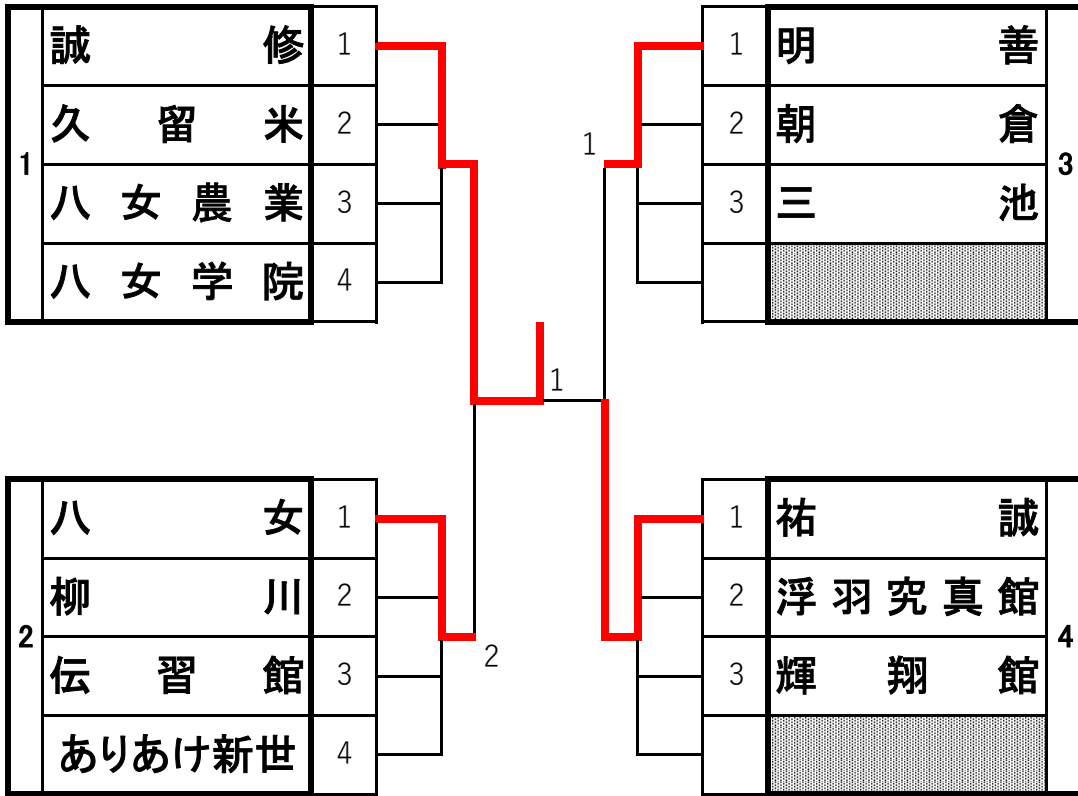 1
誠修 1
久留米 2
八女農業 3
八女学院 4
3
1 明善
2 朝倉
3 三池
1
1
2
八女 1
柳川 2
伝習館 3
ありあけ新世 4
2
4
1 祐誠
2 浮羽究真館
3 輝翔館